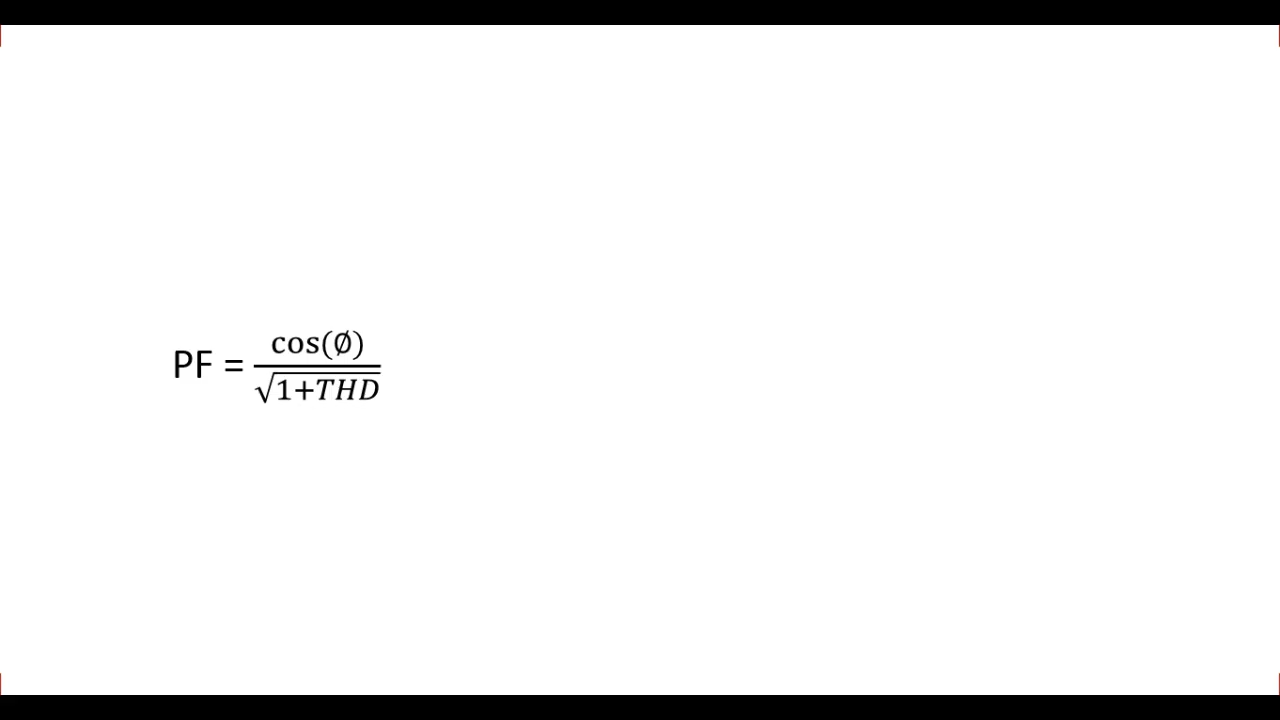 PF = cos(∅) / √1+THD